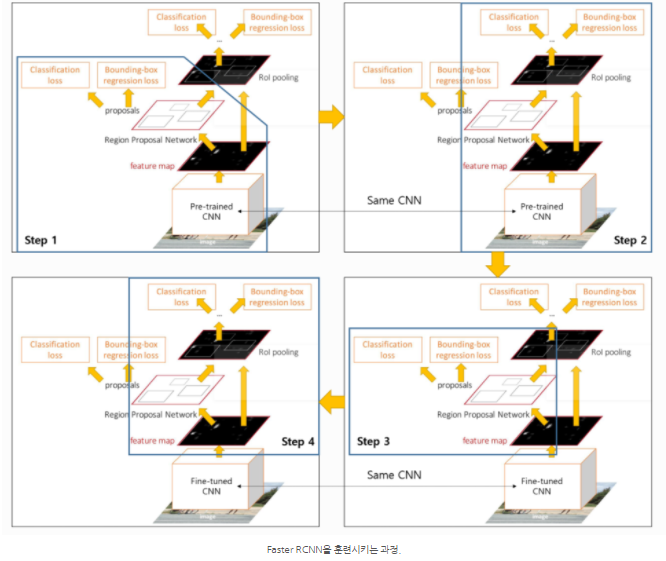 Classification
loss
Bounding-box
regression loss
...
Classification
loss
Bounding-box
regression loss
RoI pooling
proposals
Region Proposal Network
feature map
Pre-trained
CNN
image
Step 1
Classification
loss
Bounding-box
regression loss
...
Classification
loss
Bounding-box
regression loss
RoI pooling
proposals
Region Proposal Network
feature map
Pre-trained
CNN
image
Step 2
Same CNN
Classification
loss
Bounding-box
regression loss
...
Classification
loss
Bounding-box
regression loss
RoI pooling
proposals
Region Proposal Network
feature map
Step 4
Fine-tuned
CNN
image
Classification
loss
Bounding-box
regression loss
...
Classification
loss
Bounding-box
regression loss
RoI pooling
proposals
Region Proposal Network
feature map
Step 3
Fine-tuned
CNN
image
Same CNN
Faster RCNN을 훈련시키는 과정.